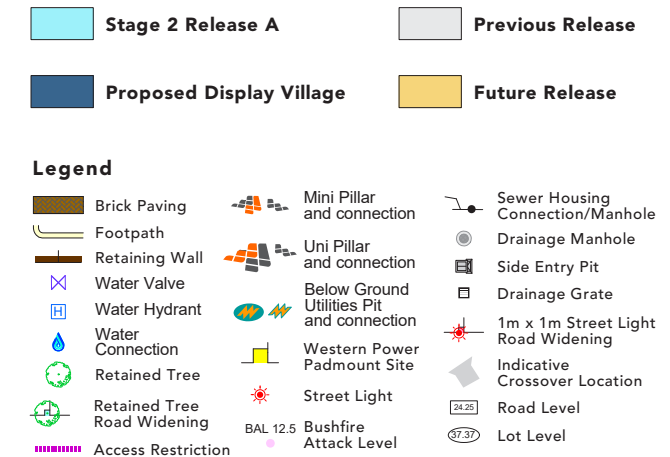 Stage 2 Release A
Previous Release
Proposed Display Village
Future Release
Legend
Brick Paving
Footpath
Retaining Wall
Water Valve
H
Water Hydrant
Water
Connection
Retained Tree
Retained Tree
Road Widening
Access Restriction
Mini Pillar
and connection
Uni Pillar
and connection
Below Ground
Utilities Pit
and connection
Western Power
Padmount Site
Street Light
BAL 12.5
Bushfire
Attack Level
Sewer Housing
Connection/Manhole
Drainage Manhole
Side Entry Pit
Drainage Grate
1m x 1m Street Light
Road Widening
Indicative
Crossover Location
24.25
Road Level
37.37
Lot Level